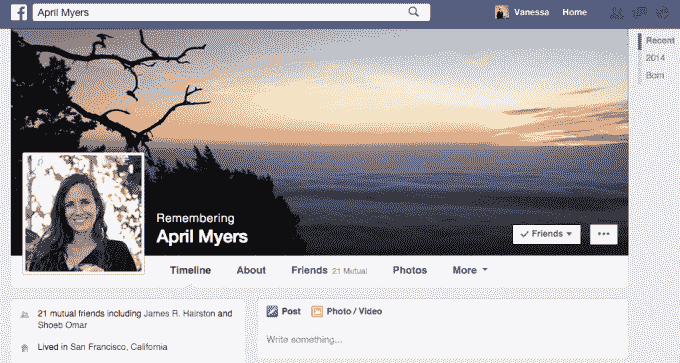 April Myers
Vanessa Home
Recent
2014
Born
Remembering
April Myers
Friends
Timeline About Friends 21 Mutual Photos More
21 mutual friends including James R. Hairston and
Shoeb Omar
Lived in San Francisco, California
Post Photo / Video
Write something...